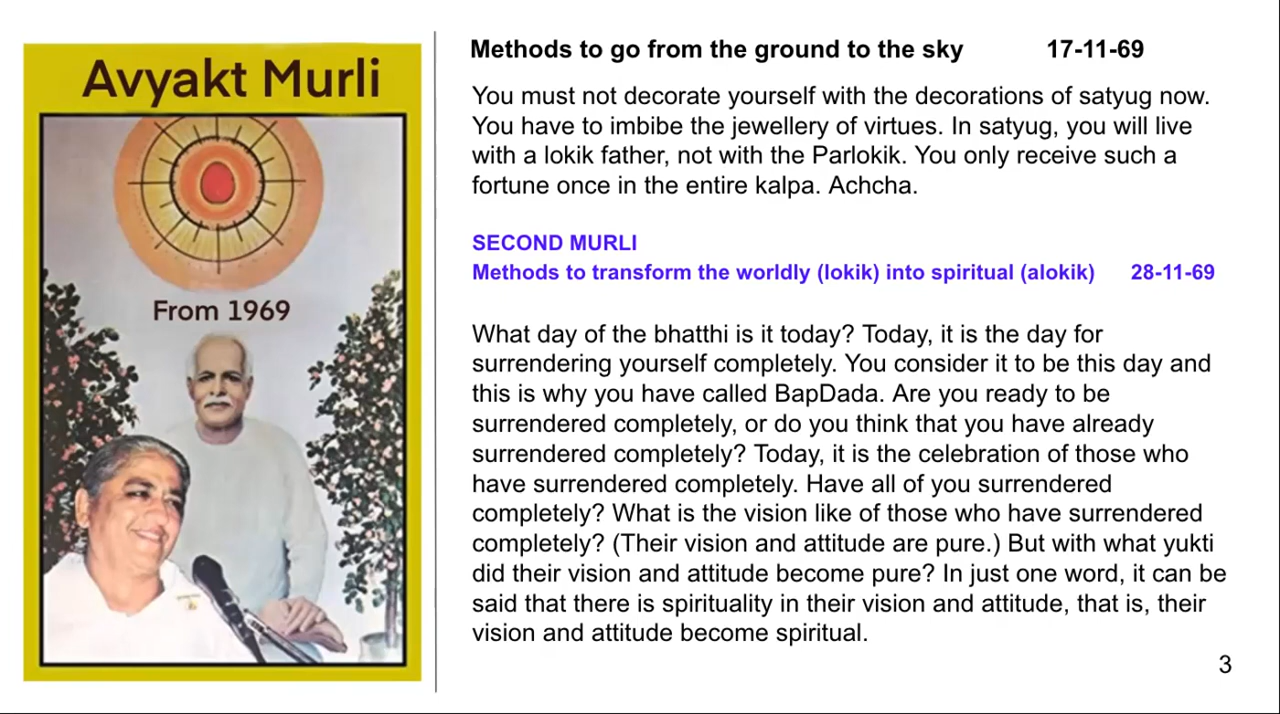 Avyakt Murli
From 1969
Methods to go from the ground to the sky 17-11-69
You must not decorate yourself with the decorations of satyug now.
You have to imbibe the jewellery of virtues. In satyug, you will live
with a lokik father, not with the Parlokik. You only receive such a
fortune once in the entire kalpa. Achcha.
SECOND MURLI
Methods to transform the worldly (lokik) into spiritual (alokik) 28-11-69
What day of the bhatthi is it today? Today, it is the day for
surrendering yourself completely. You consider it to be this day and
this is why you have called BapDada. Are you ready to be
surrendered completely, or do you think that you have already
surrendered completely? Today, it is the celebration of those who
have surrendered completely. Have all of you surrendered
completely? What is the vision like of those who have surrendered
completely? (Their vision and attitude are pure.) But with what yukti
did their vision and attitude become pure? In just one word, it can be
said that there is spirituality in their vision and attitude, that is, their
vision and attitude become spiritual.
3